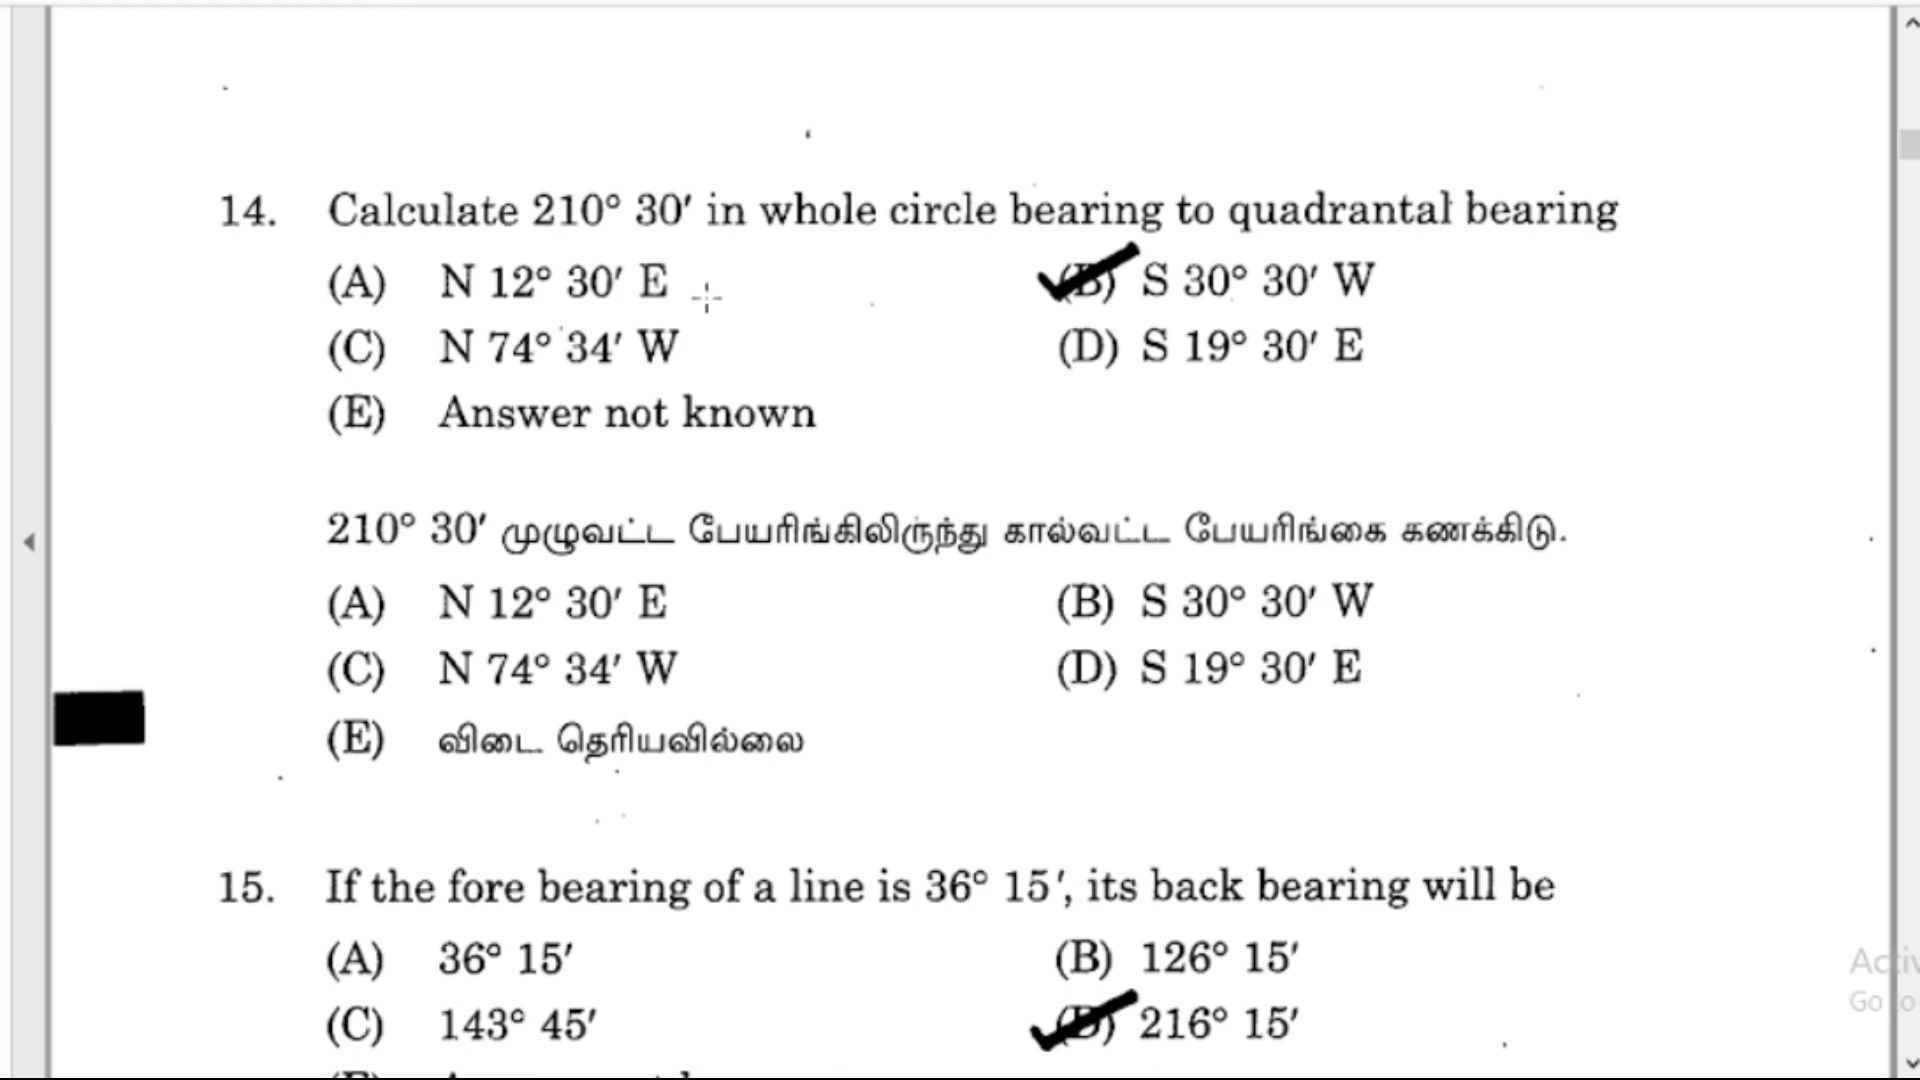 14. Calculate 210° 30′ in whole circle bearing to quadrantal bearing
(A) N 12° 30′ E (B) S 30° 30′ W
(C) N 74° 34′ W (D) S 19° 30′ E
(E) Answer not known
210° 30′ முழுவட்ட பேயரிங்கிலிருந்து கால்வட்ட பேயரிங்கை கணக்கிடு.
(A) N 12° 30′ E (B) S 30° 30′ W
(C) N 74° 34′ W (D) S 19° 30′ E
(E) விடை தெரியவில்லை
15. If the fore bearing of a line is 36° 15′, its back bearing will be
(A) 36° 15′ (B) 126° 15′
(C) 143° 45′ (D) 216° 15′